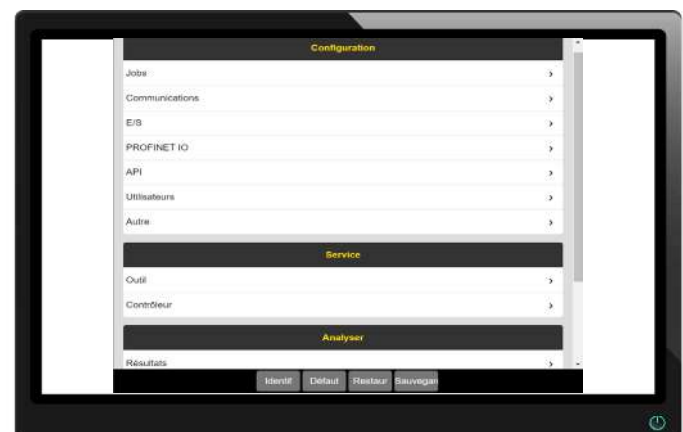 Configuration
Jobs
Communications
E/S
PROFINET IO
API
Utilisateurs
Autre
Service
Outil
Contrôleur
Analyser
Résultats
Identif Défaut Restaur Sauvegar